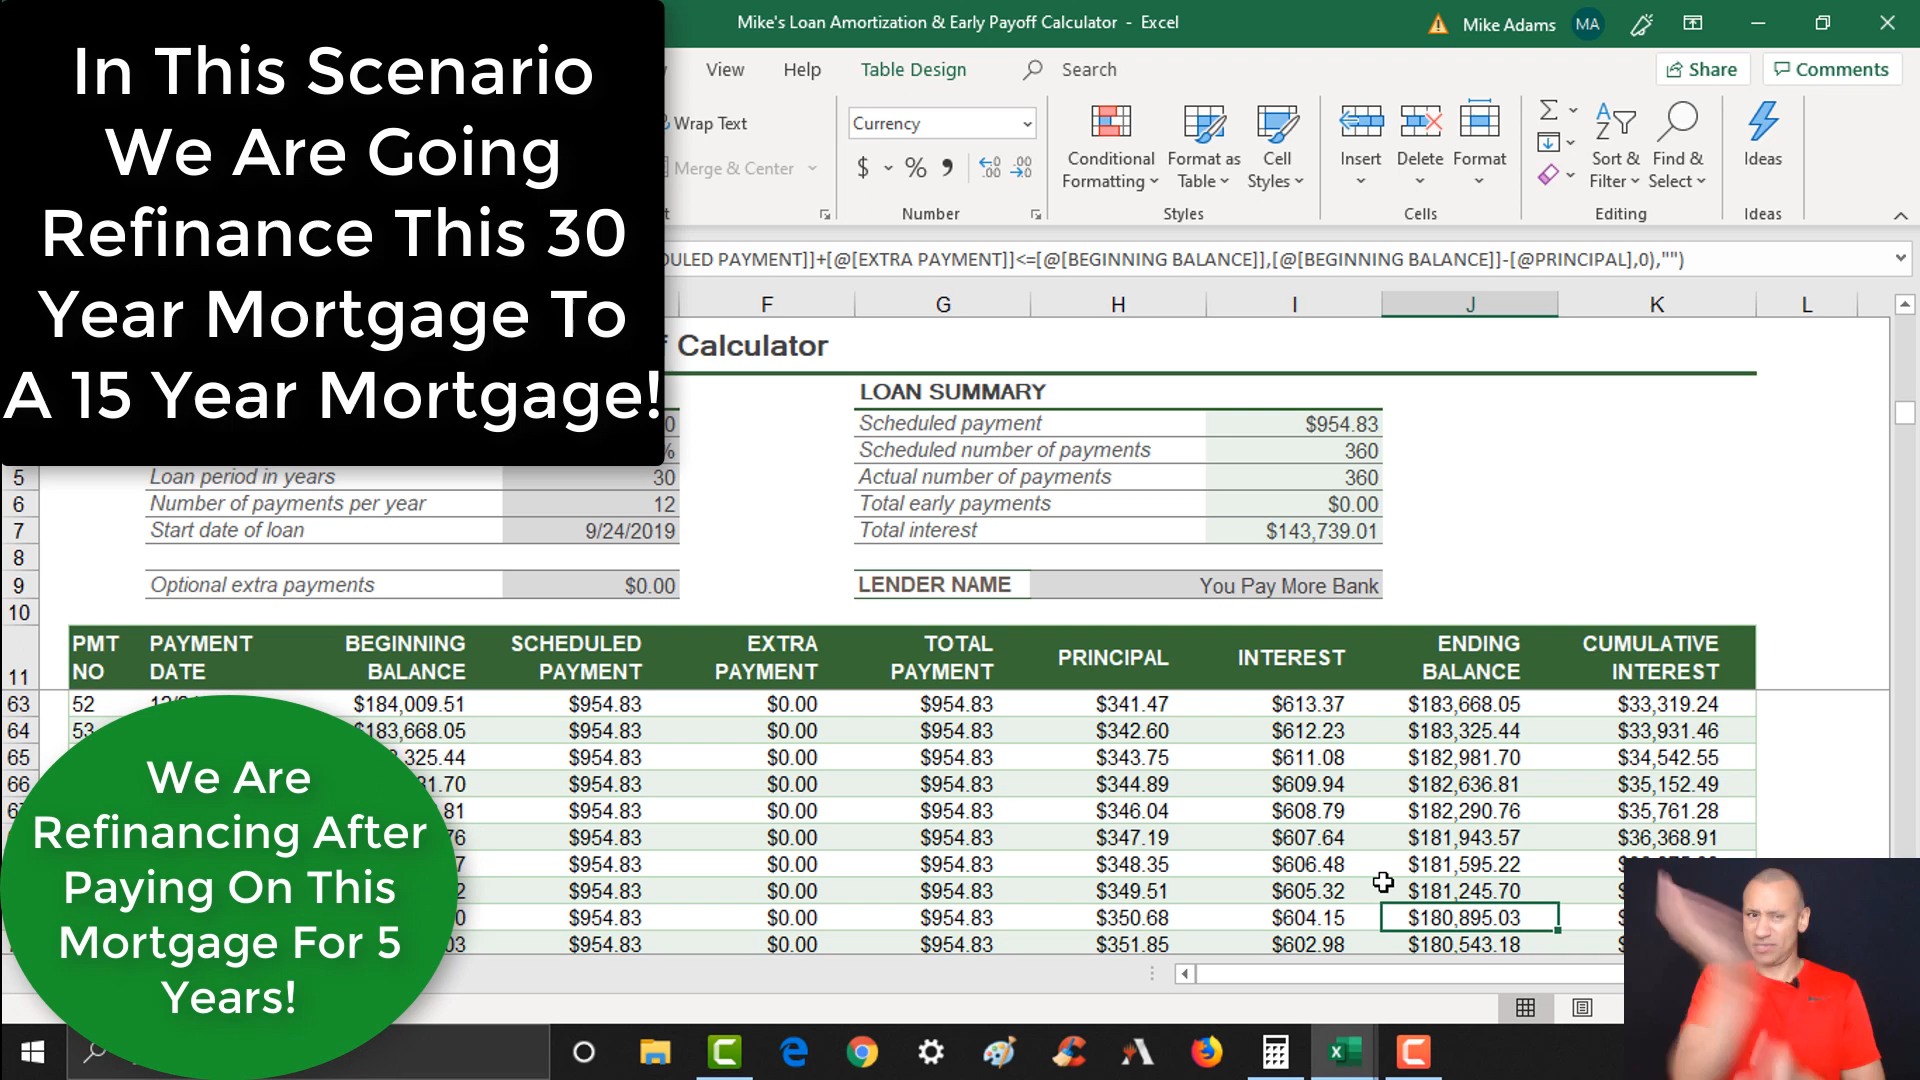 In This Scenario
We Are Going
Refinance This 30
Year Mortgage To
A 15 Year Mortgage!
Mike's Loan Amortization & Early Payoff Calculator - Excel
Mike Adams
MA
View
Help
Table Design
Search
Share
Comments
Wrap Text
Merge & Center
Currency
$ % ,
Number
Conditional
Formatting
Format as
Table
Cell
Styles
Styles
Insert
Delete
Format
Cells
Sort &
Filter
Find &
Select
Editing
Ideas
Ideas
ULED PAYMENT]]+[@[EXTRA PAYMENT]]<=[@[BEGINNING BALANCE]],[@[BEGINNING BALANCE]]-[@PRINCIPAL],0),"")
F G H I J K L
Calculator
LOAN SUMMARY
0 Scheduled payment $954.83
% Scheduled number of payments 360
5 Loan period in years 30 Actual number of payments 360
6 Number of payments per year 12 Total early payments $0.00
7 Start date of loan 9/24/2019 Total interest $143,739.01
8
9 Optional extra payments $0.00 LENDER NAME You Pay More Bank
10
11
PMT NO
PAYMENT DATE
BEGINNING BALANCE
SCHEDULED PAYMENT
EXTRA PAYMENT
TOTAL PAYMENT
PRINCIPAL
INTEREST
ENDING BALANCE
CUMULATIVE INTEREST
63 52 $184,009.51 $954.83 $0.00 $954.83 $341.47 $613.37 $183,668.05 $33,319.24
64 53 $183,668.05 $954.83 $0.00 $954.83 $342.60 $612.23 $183,325.44 $33,931.46
65 325.44 $954.83 $0.00 $954.83 $343.75 $611.08 $182,981.70 $34,542.55
66 31.70 $954.83 $0.00 $954.83 $344.89 $609.94 $182,636.81 $35,152.49
67 .81 $954.83 $0.00 $954.83 $346.04 $608.79 $182,290.76 $35,761.28
76 $954.83 $0.00 $954.83 $347.19 $607.64 $181,943.57 $36,368.91
7 $954.83 $0.00 $954.83 $348.35 $606.48 $181,595.22
2 $954.83 $0.00 $954.83 $349.51 $605.32 $181,245.70
0 $954.83 $0.00 $954.83 $350.68 $604.15 $180,895.03
03 $954.83 $0.00 $954.83 $351.85 $602.98 $180,543.18
We Are
Refinancing After
Paying On This
Mortgage For 5
Years!